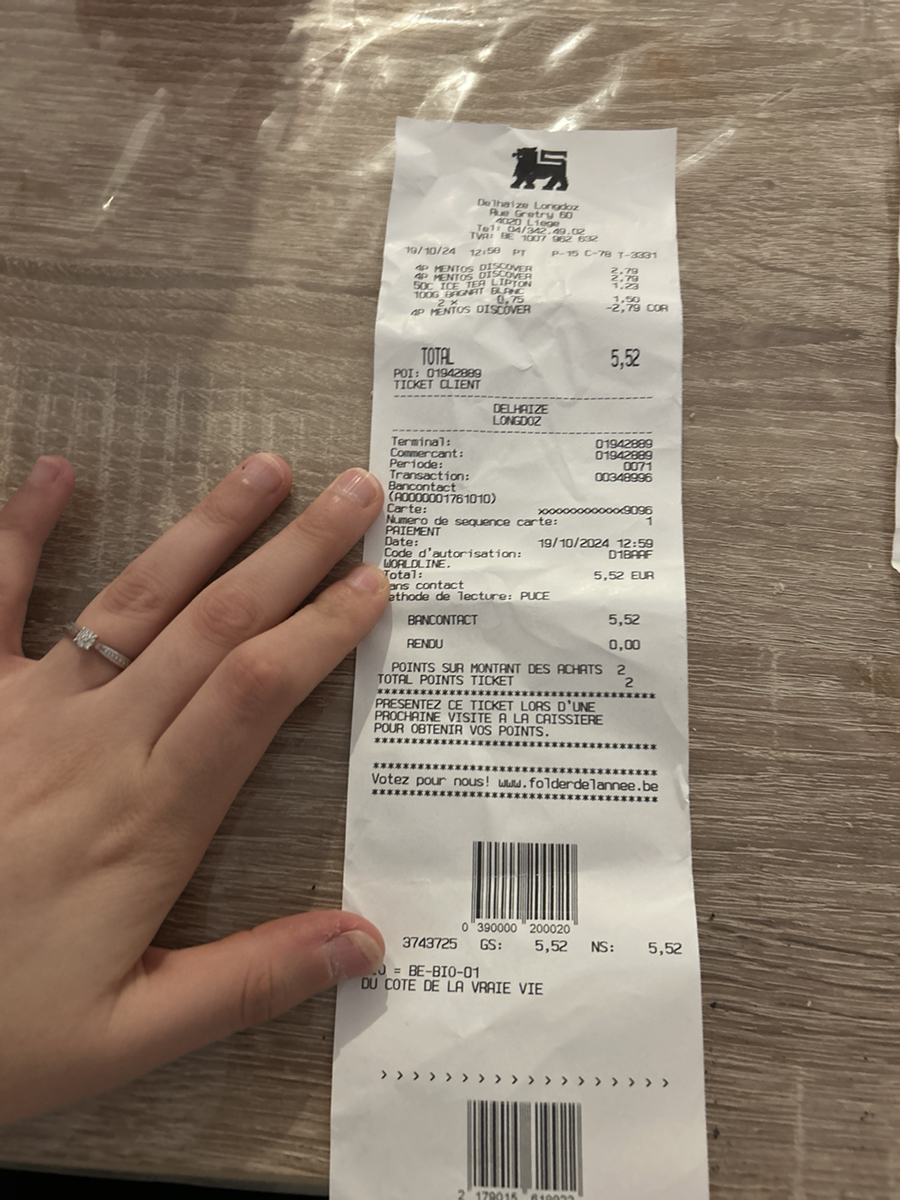 Delhaize Longdoz
Rue Gretry 60
4020 Liege
Tel: 04/342.49.02
TVA: BE 1007 962 632
19/10/24 12:58 PT P-15 C-78 T-3331
4P MENTOS DISCOVER 2,79
4P MENTOS DISCOVER 2,79
50C ICE TEA LIPTON 1,23
100G BAGNAT BLANC
2 x 0,75 1,50
4P MENTOS DISCOVER -2,79 COR
TOTAL 5,52
POI: 01942889
TICKET CLIENT
DELHAIZE
LONGDOZ
Terminal: 01942889
Commercant: 01942889
Periode: 0071
Transaction: 00348996
Bancontact
(A0000001761010)
Carte: xxxxxxxxxxxxx9096
Numero de sequence carte: 1
PAIEMENT
Date: 19/10/2024 12:59
Code d'autorisation: D1BAAF
WORLDLINE.
Total: 5,52 EUR
ans contact
ethode de lecture: PUCE
BANCONTACT 5,52
RENDU 0,00
POINTS SUR MONTANT DES ACHATS 2
TOTAL POINTS TICKET 2
****************************************
PRESENTEZ CE TICKET LORS D'UNE
PROCHAINE VISITE A LA CAISSIERE
POUR OBTENIR VOS POINTS.
****************************************
****************************************
Votez pour nous! www.folderdelannee.be
****************************************
0 390000 200020
3743725 GS: 5,52 NS: 5,52
= BE-BIO-01
DU COTE DE LA VRAIE VIE
> > > > > > > > > > > > > > > > > > >
2 179015